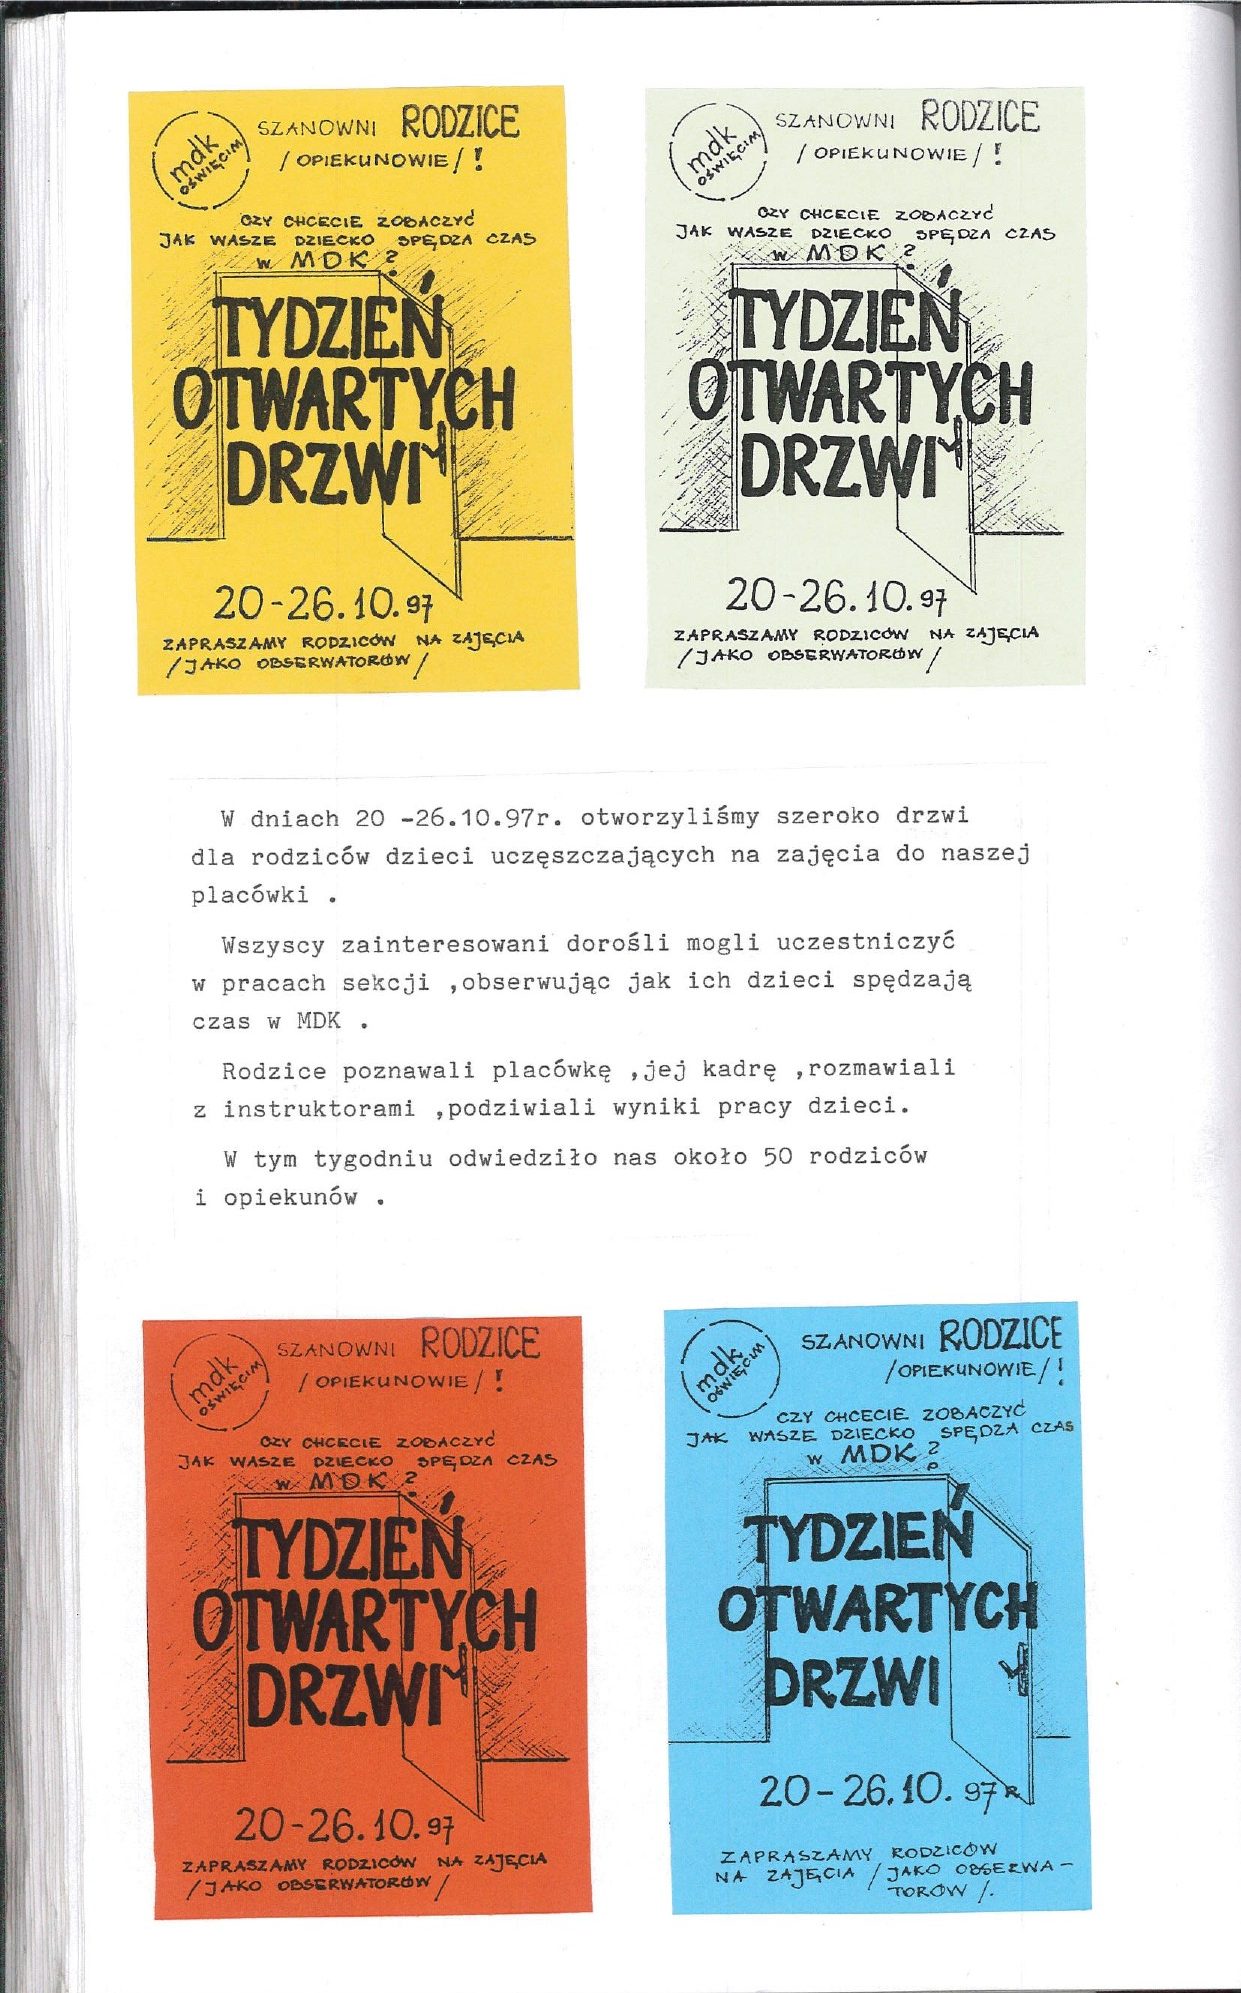 mdk
OŚWIĘCIM
SZANOWNI RODZICE
/OPIEKUNOWIE/!
CZY CHCECIE ZOBACZYĆ
JAK WASZE DZIECKO SPĘDZA CZAS
w MDK?
TYDZIEŃ
OTWARTYCH
DRZWI
20-26.10.97
ZAPRASZAMY RODZICÓW NA ZAJĘCIA
/JAKO OBSERWATORÓW/
mdk
OŚWIĘCIM
SZANOWNI RODZICE
/OPIEKUNOWIE/!
CZY CHCECIE ZOBACZYĆ
JAK WASZE DZIECKO SPĘDZA CZAS
w MDK?
TYDZIEŃ
OTWARTYCH
DRZWI
20-26.10.97
ZAPRASZAMY RODZICÓW NA ZAJĘCIA
/JAKO OBSERWATORÓW/
W dniach 20 -26.10.97r. otworzyliśmy szeroko drzwi
dla rodziców dzieci uczęszczających na zajęcia do naszej
placówki .
Wszyscy zainteresowani dorośli mogli uczestniczyć
w pracach sekcji ,obserwując jak ich dzieci spędzają
czas w MDK .
Rodzice poznawali placówkę ,jej kadrę ,rozmawiali
z instruktorami ,podziwiali wyniki pracy dzieci.
W tym tygodniu odwiedziło nas około 50 rodziców
i opiekunów .
mdk
OŚWIĘCIM
SZANOWNI RODZICE
/OPIEKUNOWIE/!
CZY CHCECIE ZOBACZYĆ
JAK WASZE DZIECKO SPĘDZA CZAS
w MDK?
TYDZIEŃ
OTWARTYCH
DRZWI
20-26.10.97
ZAPRASZAMY RODZICÓW NA ZAJĘCIA
/JAKO OBSERWATORÓW/
mdk
OŚWIĘCIM
SZANOWNI RODZICE
/OPIEKUNOWIE/!
CZY CHCECIE ZOBACZYĆ
JAK WASZE DZIECKO SPĘDZA CZAS
w MDK?
TYDZIEŃ
OTWARTYCH
DRZWI
20-26.10.97R
ZAPRASZAMY RODZICÓW
NA ZAJĘCIA /JAKO OBSERWA-
TORÓW/.